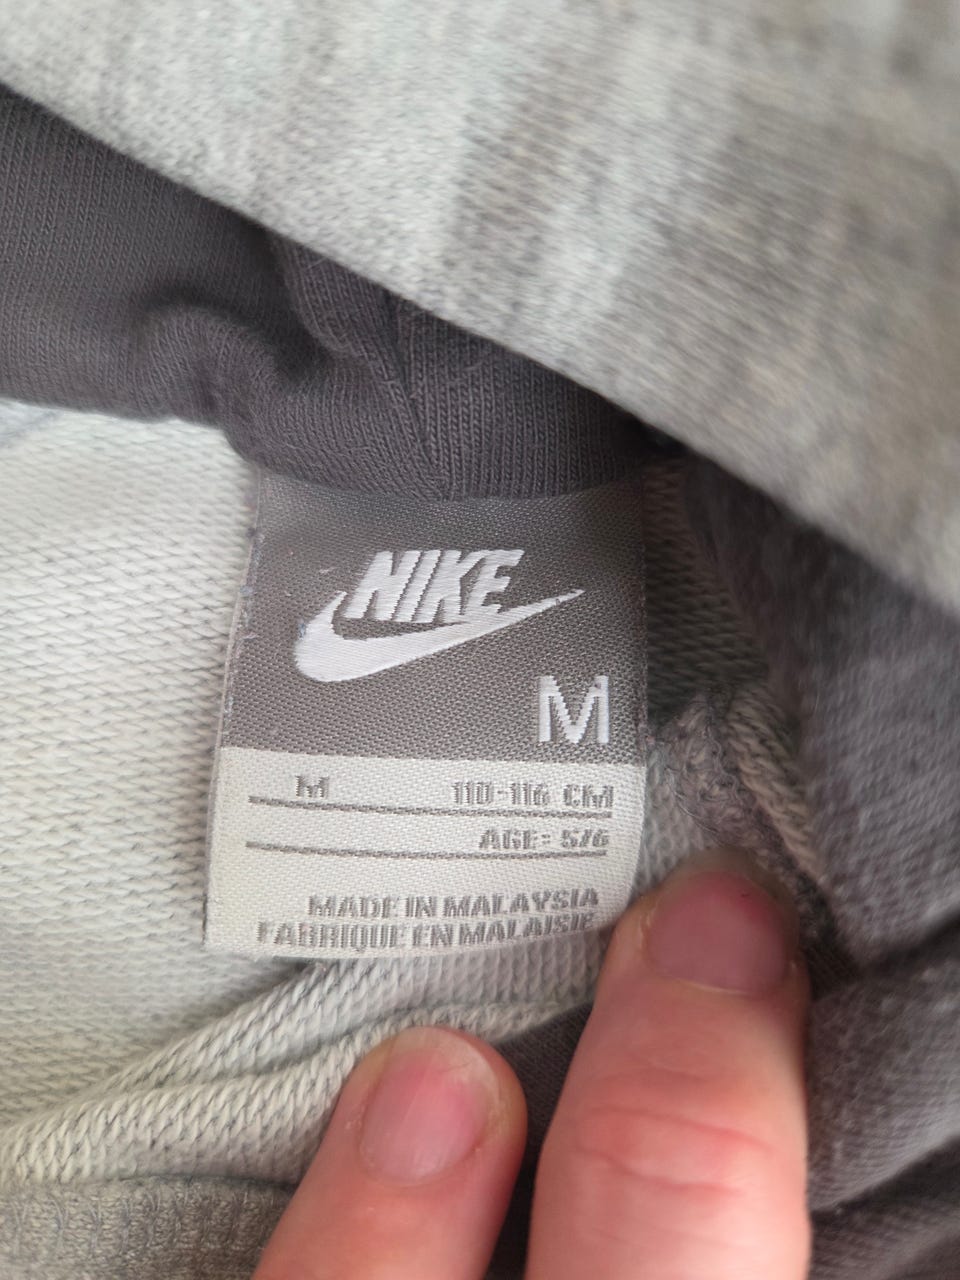 NIKE
M
M 110-116 CM
AGE: 5/6
MADE IN MALAYSIA
FABRIQUE EN MALAISIE